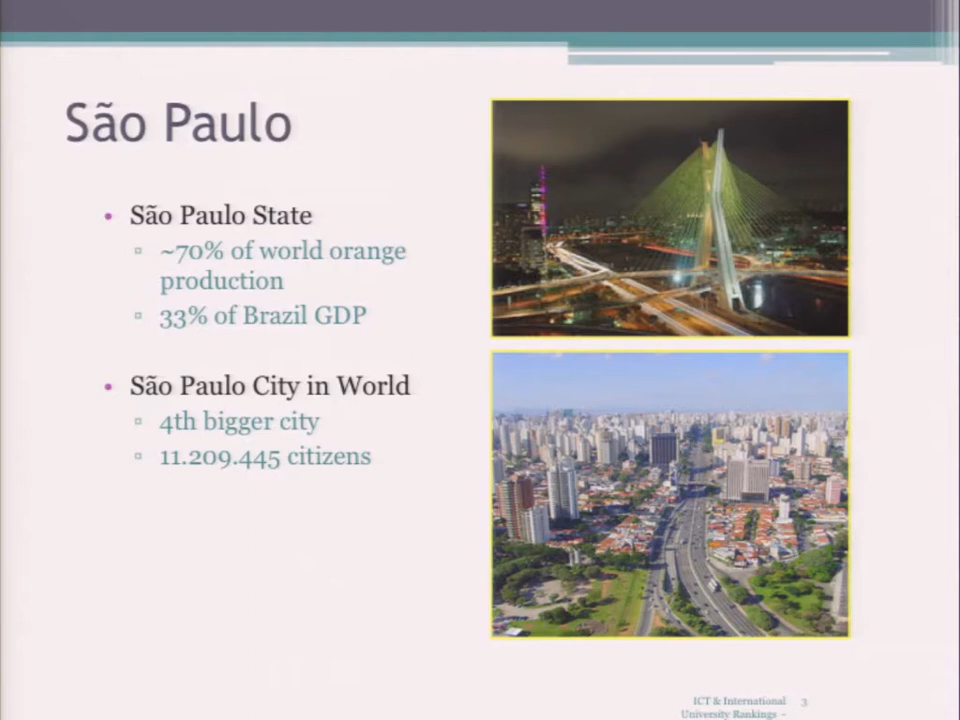 São Paulo
• São Paulo State
▫ ~70% of world orange
production
▫ 33% of Brazil GDP
• São Paulo City in World
▫ 4th bigger city
▫ 11.209.445 citizens
ICT & International
University Rankings -
3